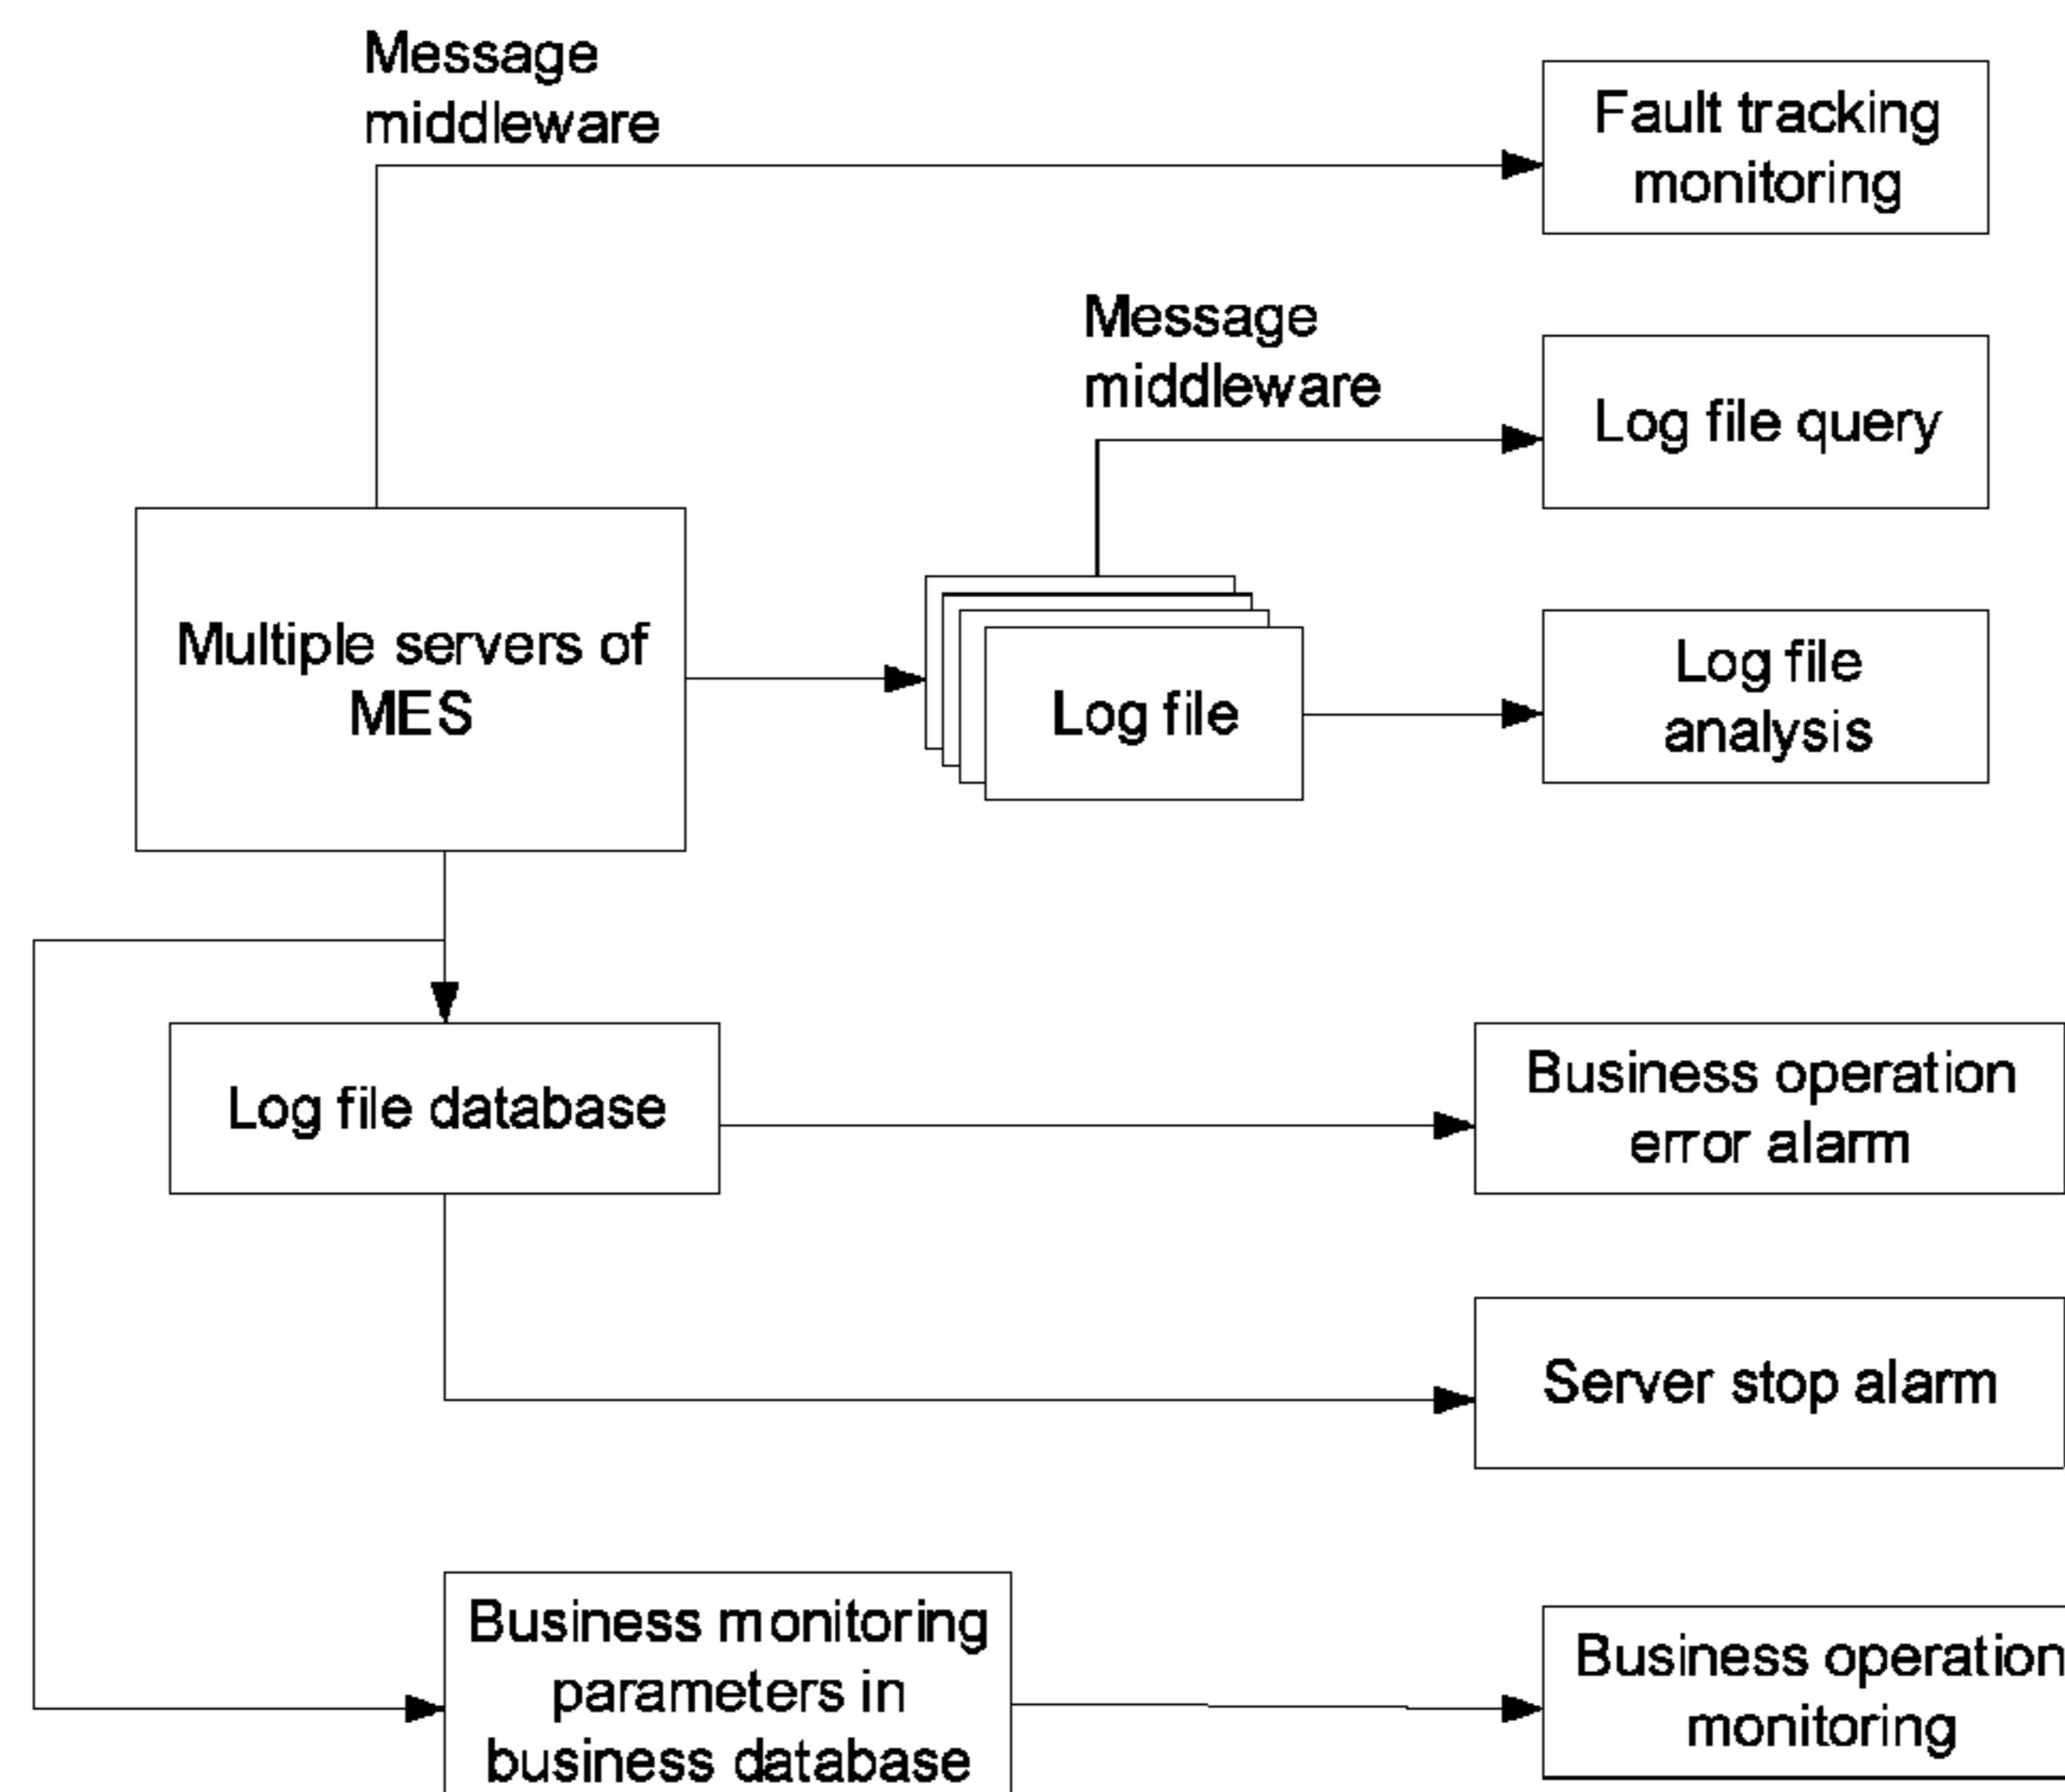 Message
middleware
Fault tracking
monitoring
Message
middleware
Log file query
Multiple servers of
MES
Log file
Log file
analysis
Log file database
Business operation
error alarm
Server stop alarm
Business monitoring
parameters in
business database
Business operation
monitoring